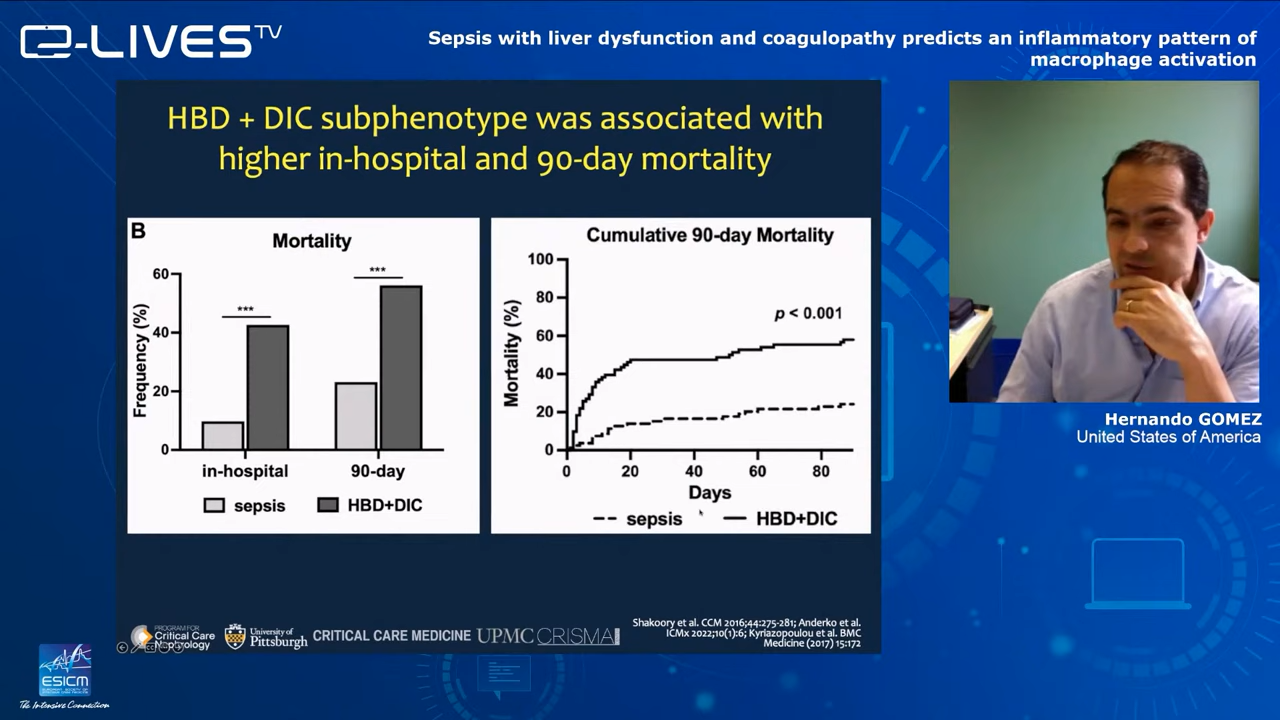 e-LIVES TV
Sepsis with liver dysfunction and coagulopathy predicts an inflammatory pattern of
macrophage activation
HBD + DIC subphenotype was associated with
higher in-hospital and 90-day mortality
B
Mortality
Frequency (%)
60
40
20
0
***
***
in-hospital
90-day
sepsis
HBD+DIC
Cumulative 90-day Mortality
Mortality (%)
100
80
60
40
20
0
p < 0.001
0
20
40
60
80
Days
sepsis
HBD+DIC
Hernando GOMEZ
United States of America
PROGRAM FOR
Critical Care
Nephrology
University of
Pittsburgh
CRITICAL CARE MEDICINE
UPMC
CRISMA
Shakoory et al. CCM 2016;44:275-281; Anderko et al.
ICMx 2022;10(1):6; Kyriazopoulou et al. BMC
Medicine (2017) 15:172
ESICM
The Intensive Connection